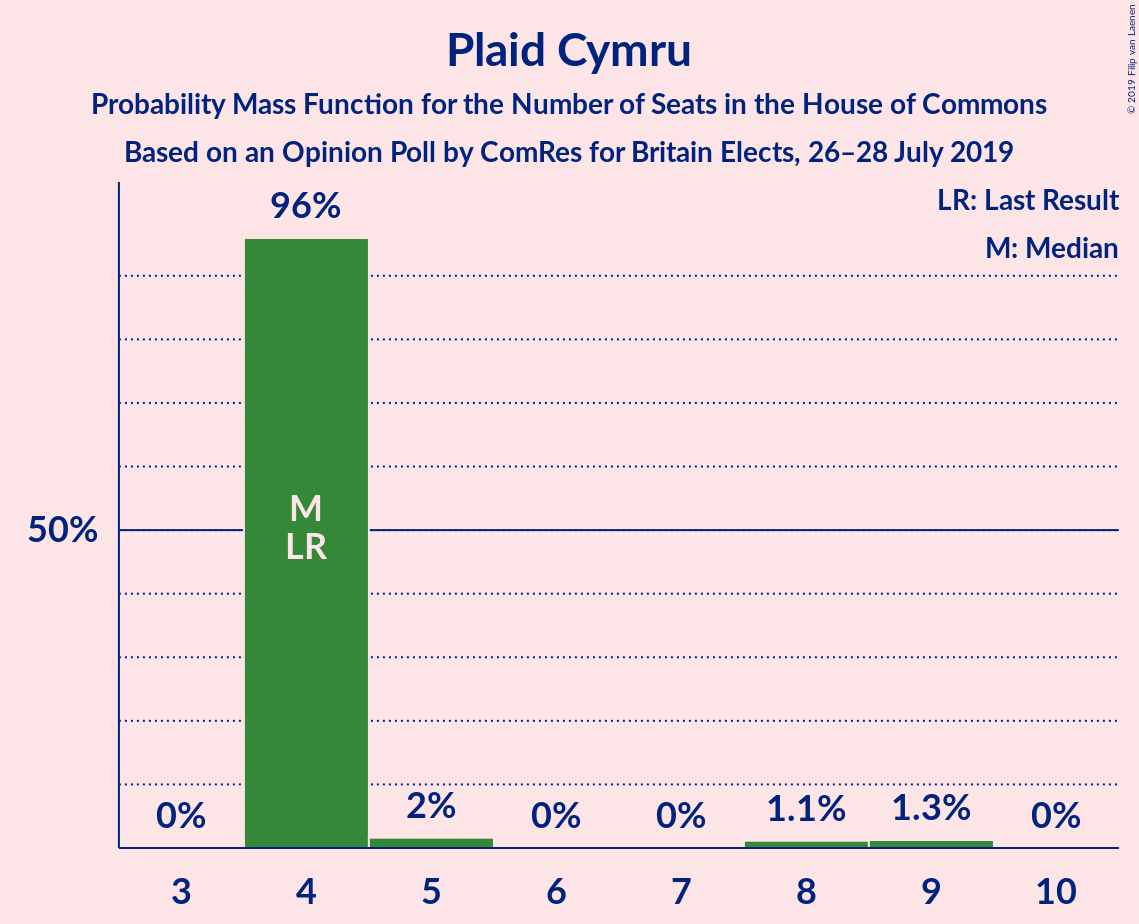 © 2019 Filip van Laenen
Plaid Cymru
Probability Mass Function for the Number of Seats in the House of Commons
Based on an Opinion Poll by ComRes for Britain Elects, 26–28 July 2019
LR: Last Result
M: Median
96%
M
LR
50%
0%
2%
0%
0%
1.1%
1.3%
0%
3 4 5 6 7 8 9 10